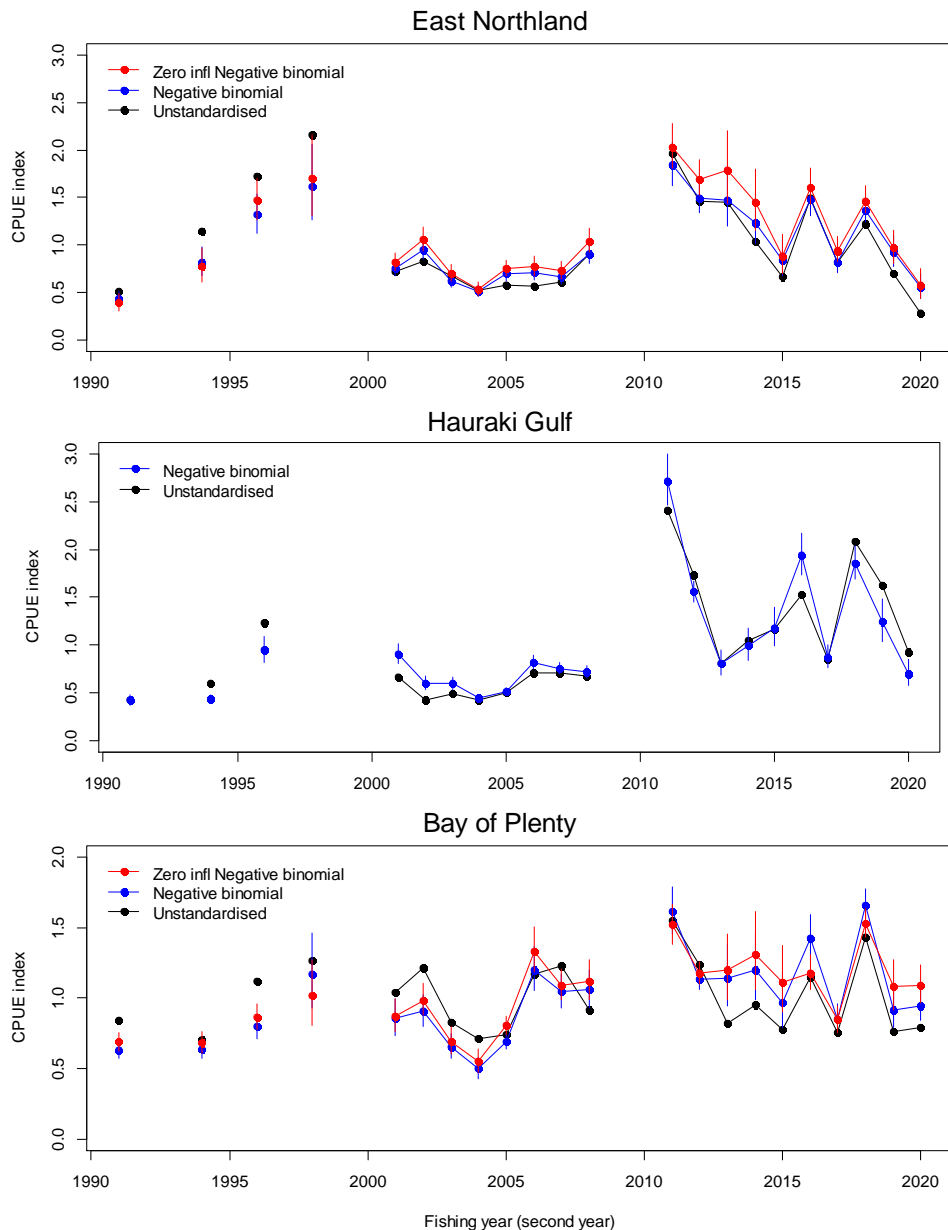 East Northland
3.0
Zero infl Negative binomial
Negative binomial
2.5
Unstandardised
2.0
CPUE index
1.5
1.0
0.5
0.0
1990 1995 2000 2005 2010 2015 2020
Hauraki Gulf
3.0
Negative binomial
Unstandardised
2.5
2.0
CPUE index
1.5
1.0
0.5
0.0
1990 1995 2000 2005 2010 2015 2020
Bay of Plenty
2.0
Zero infl Negative binomial
Negative binomial
Unstandardised
1.5
CPUE index
1.0
0.5
0.0
1990 1995 2000 2005 2010 2015 2020
Fishing year (second year)